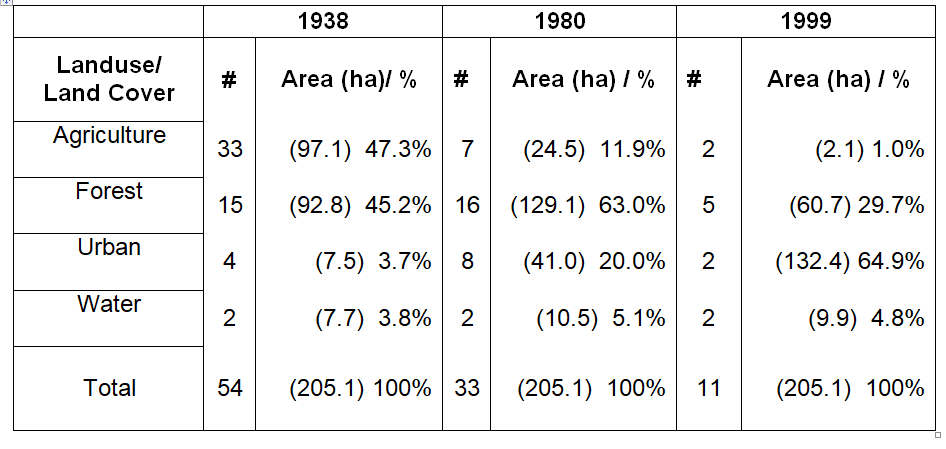 1938 1980 1999
Landuse/
Land Cover # Area (ha)/ % # Area (ha) / % # Area (ha) / %
Agriculture 33 (97.1) 47.3% 7 (24.5) 11.9% 2 (2.1) 1.0%
Forest 15 (92.8) 45.2% 16 (129.1) 63.0% 5 (60.7) 29.7%
Urban 4 (7.5) 3.7% 8 (41.0) 20.0% 2 (132.4) 64.9%
Water 2 (7.7) 3.8% 2 (10.5) 5.1% 2 (9.9) 4.8%
Total 54 (205.1) 100% 33 (205.1) 100% 11 (205.1) 100%